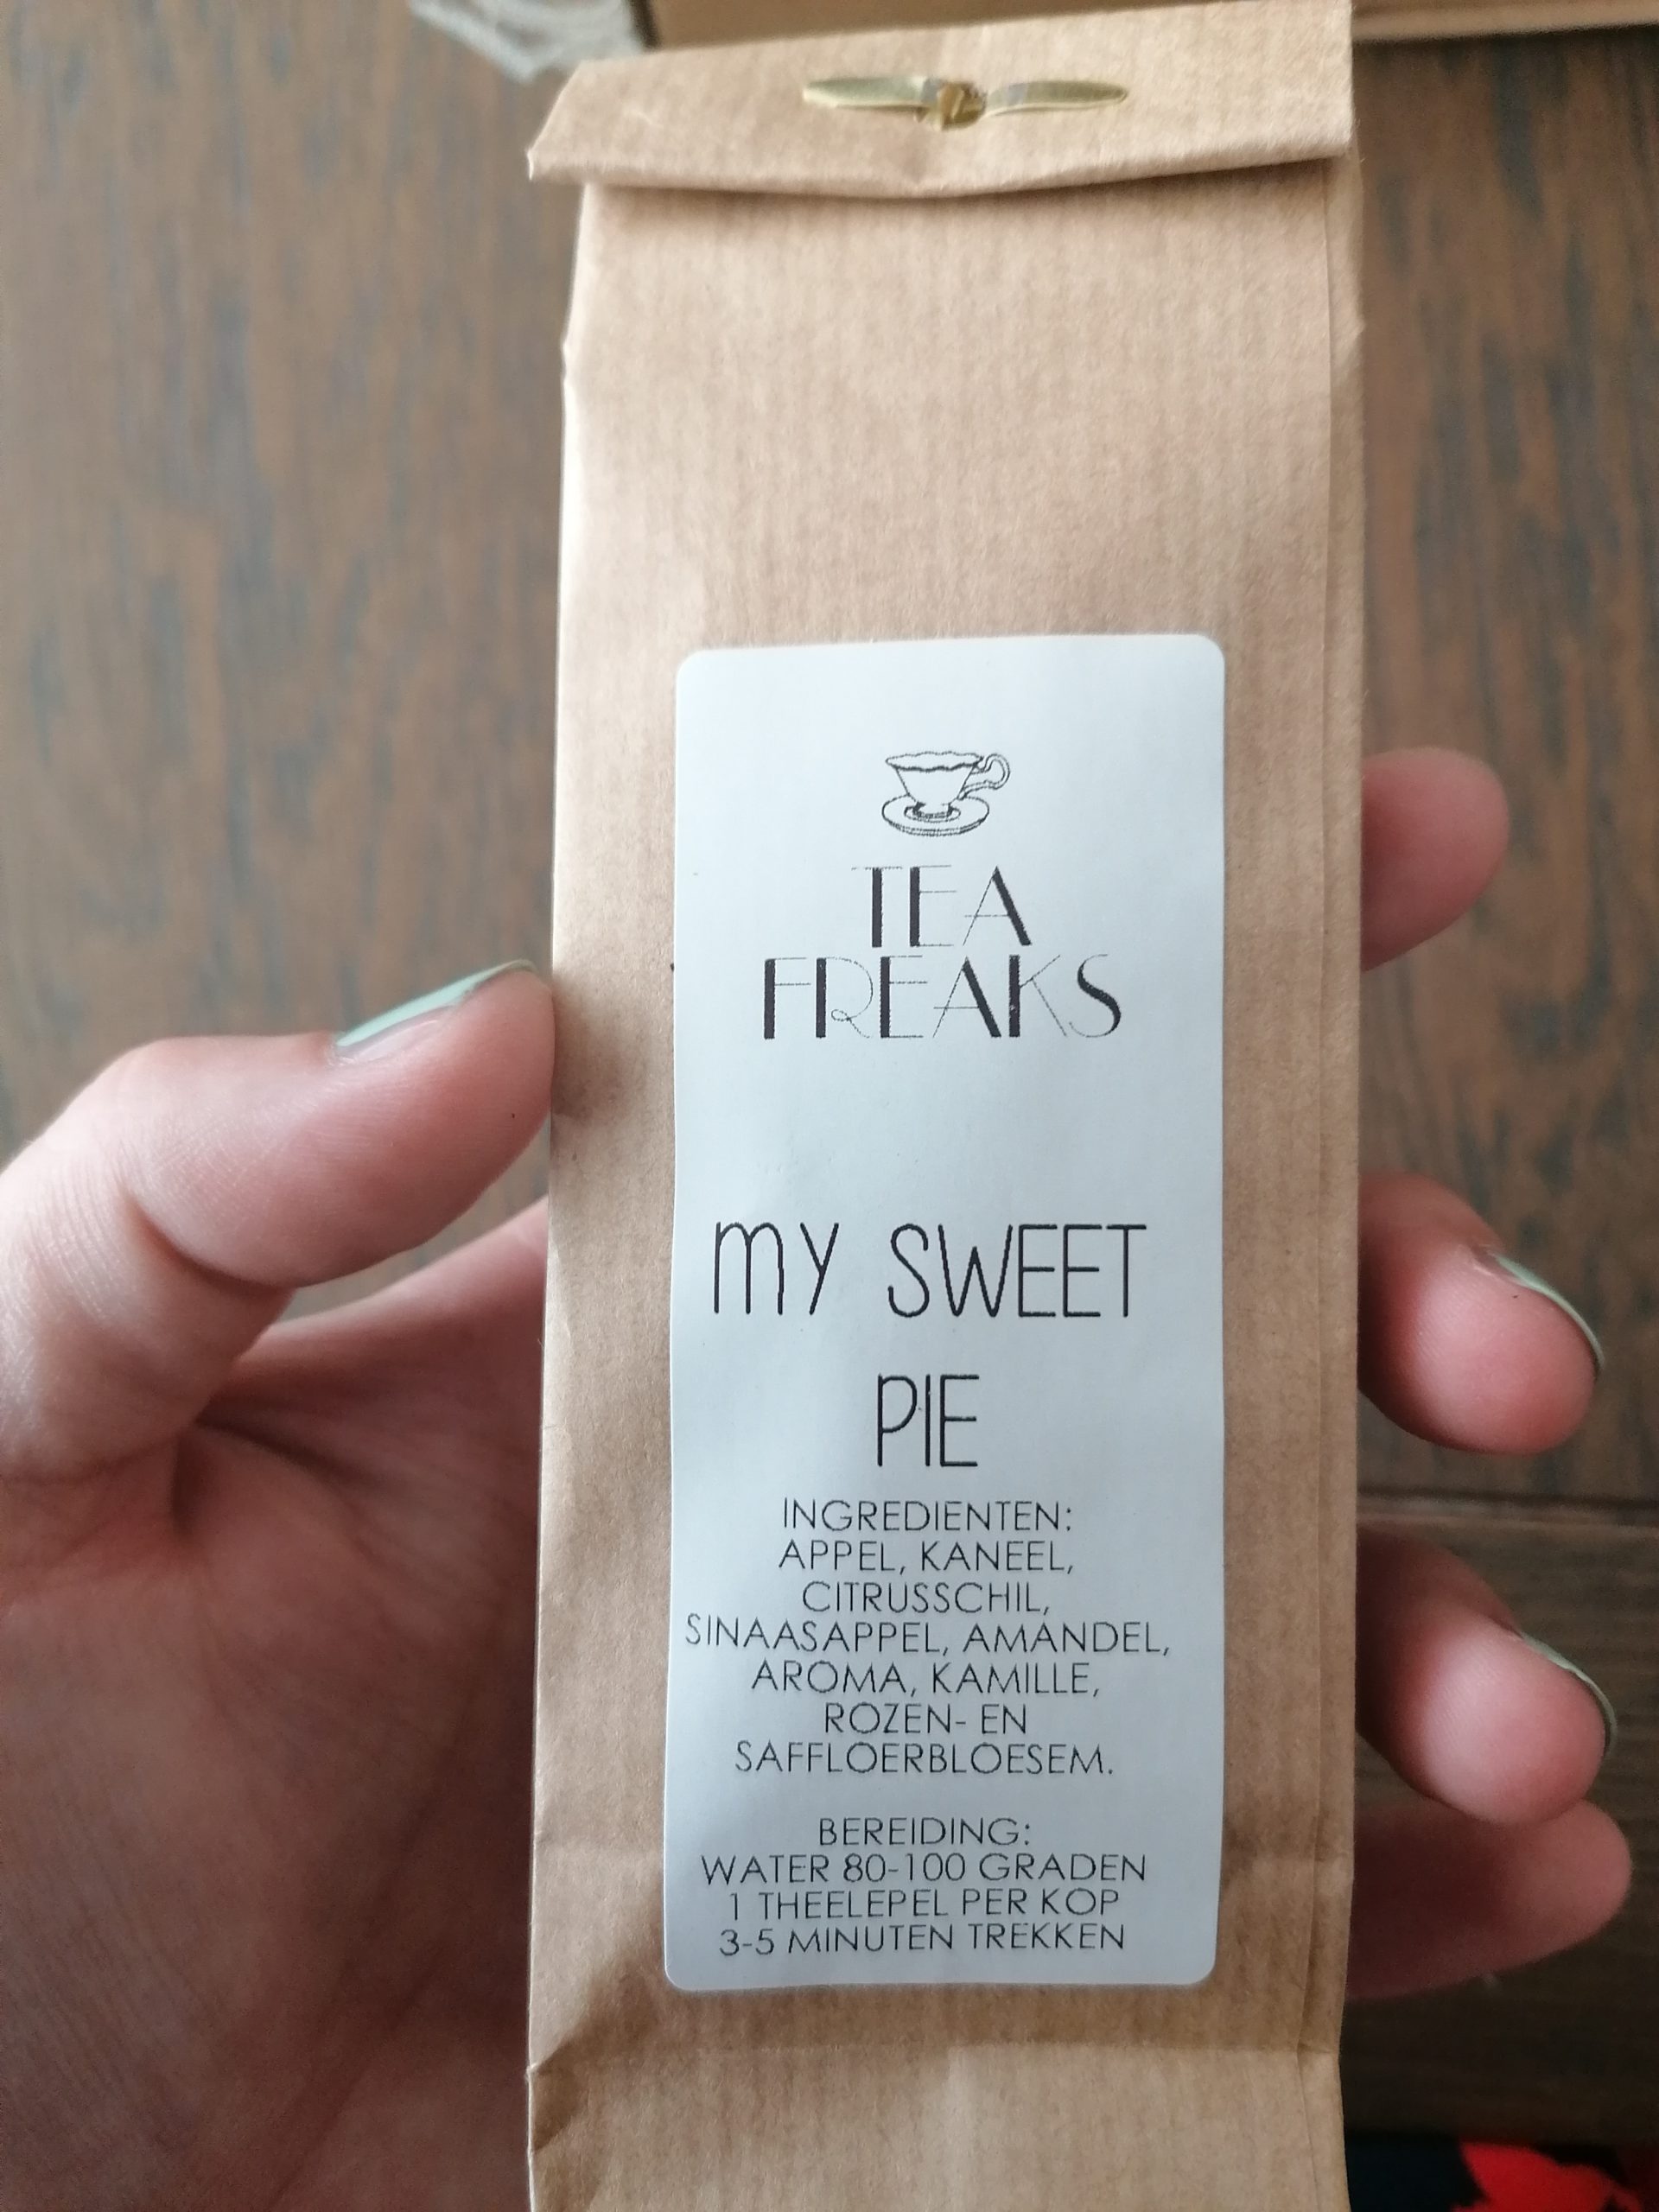 TEA
FREAKS
MY SWEET
PIE
INGREDIENTEN:
APPEL, KANEEL,
CITRUSSCHIL,
SINAASAPPEL, AMANDEL,
AROMA, KAMILLE,
ROZEN- EN
SAFFLOERBLOESEM.
BEREIDING:
WATER 80-100 GRADEN
1 THEELEPEL PER KOP
3-5 MINUTEN TREKKEN